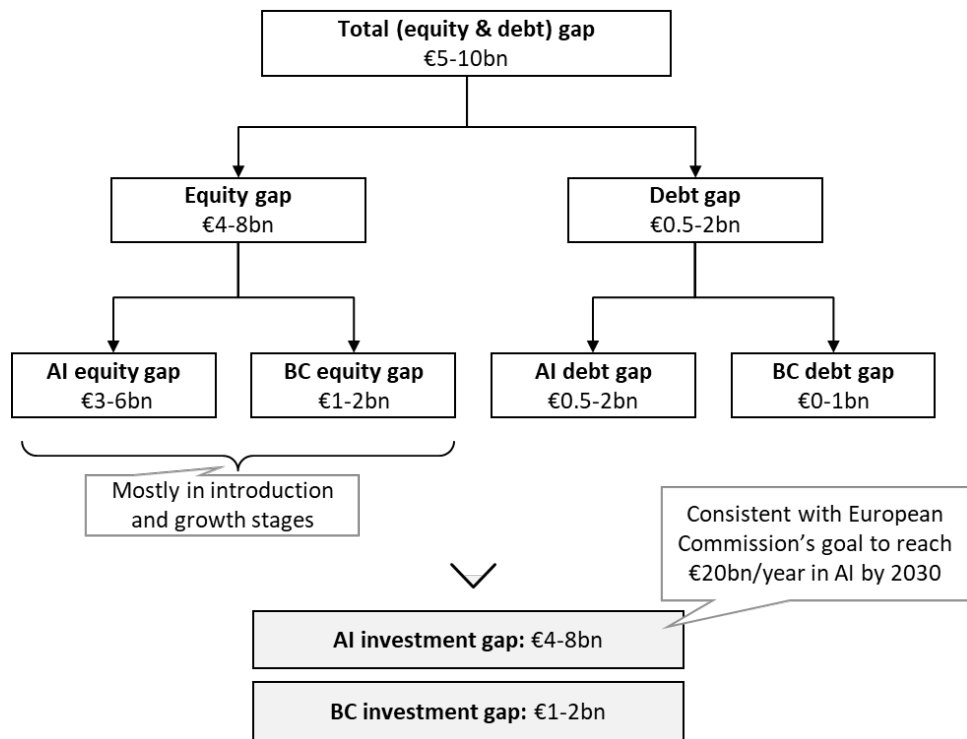 Total (equity & debt) gap
€5-10bn
Equity gap
€4-8bn
Debt gap
€0.5-2bn
AI equity gap
€3-6bn
BC equity gap
€1-2bn
AI debt gap
€0.5-2bn
BC debt gap
€0-1bn
Mostly in introduction
and growth stages
Consistent with European
Commission’s goal to reach
€20bn/year in AI by 2030
AI investment gap: €4-8bn
BC investment gap: €1-2bn